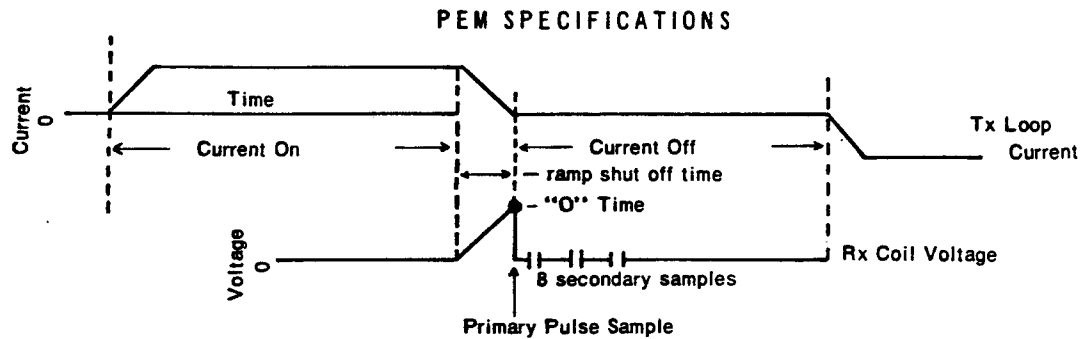 PEM SPECIFICATIONS
Current
0
Time
Tx Loop
Current
Current On
Current Off
– ramp shut off time
– "O" Time
Voltage
0
Rx Coil Voltage
8 secondary samples
Primary Pulse Sample